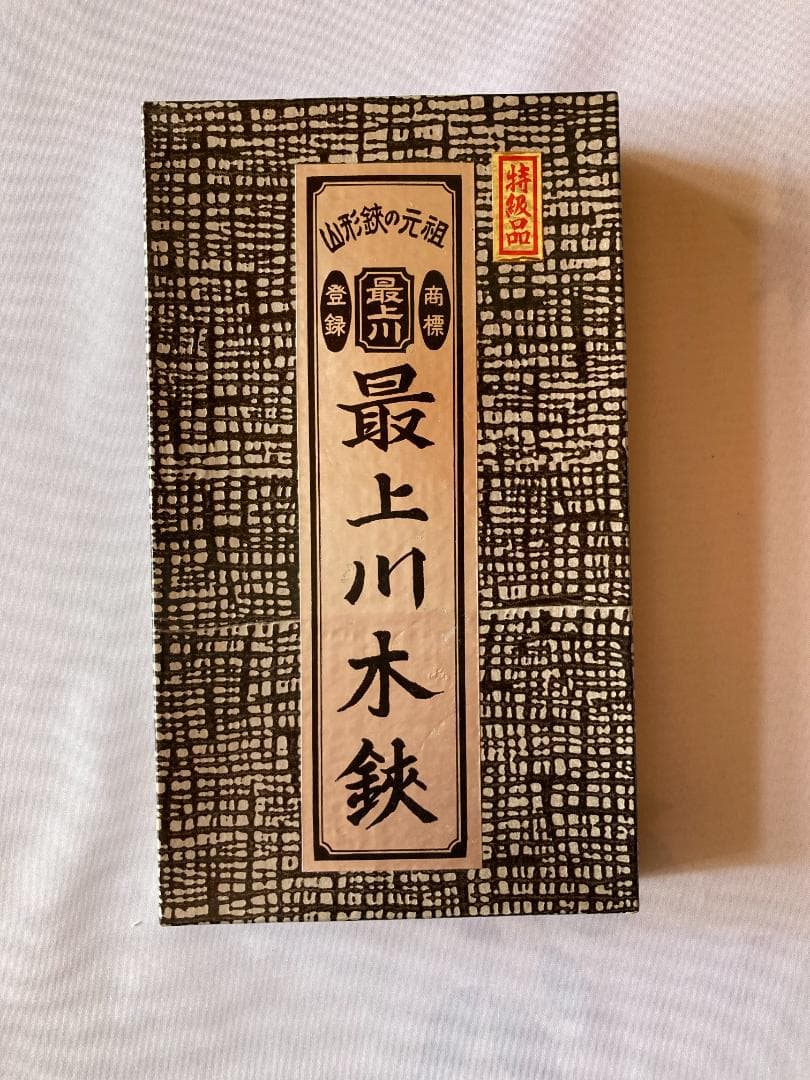 特級品
山形鋏の元祖
商標
最上川
登録
最上川木鋏